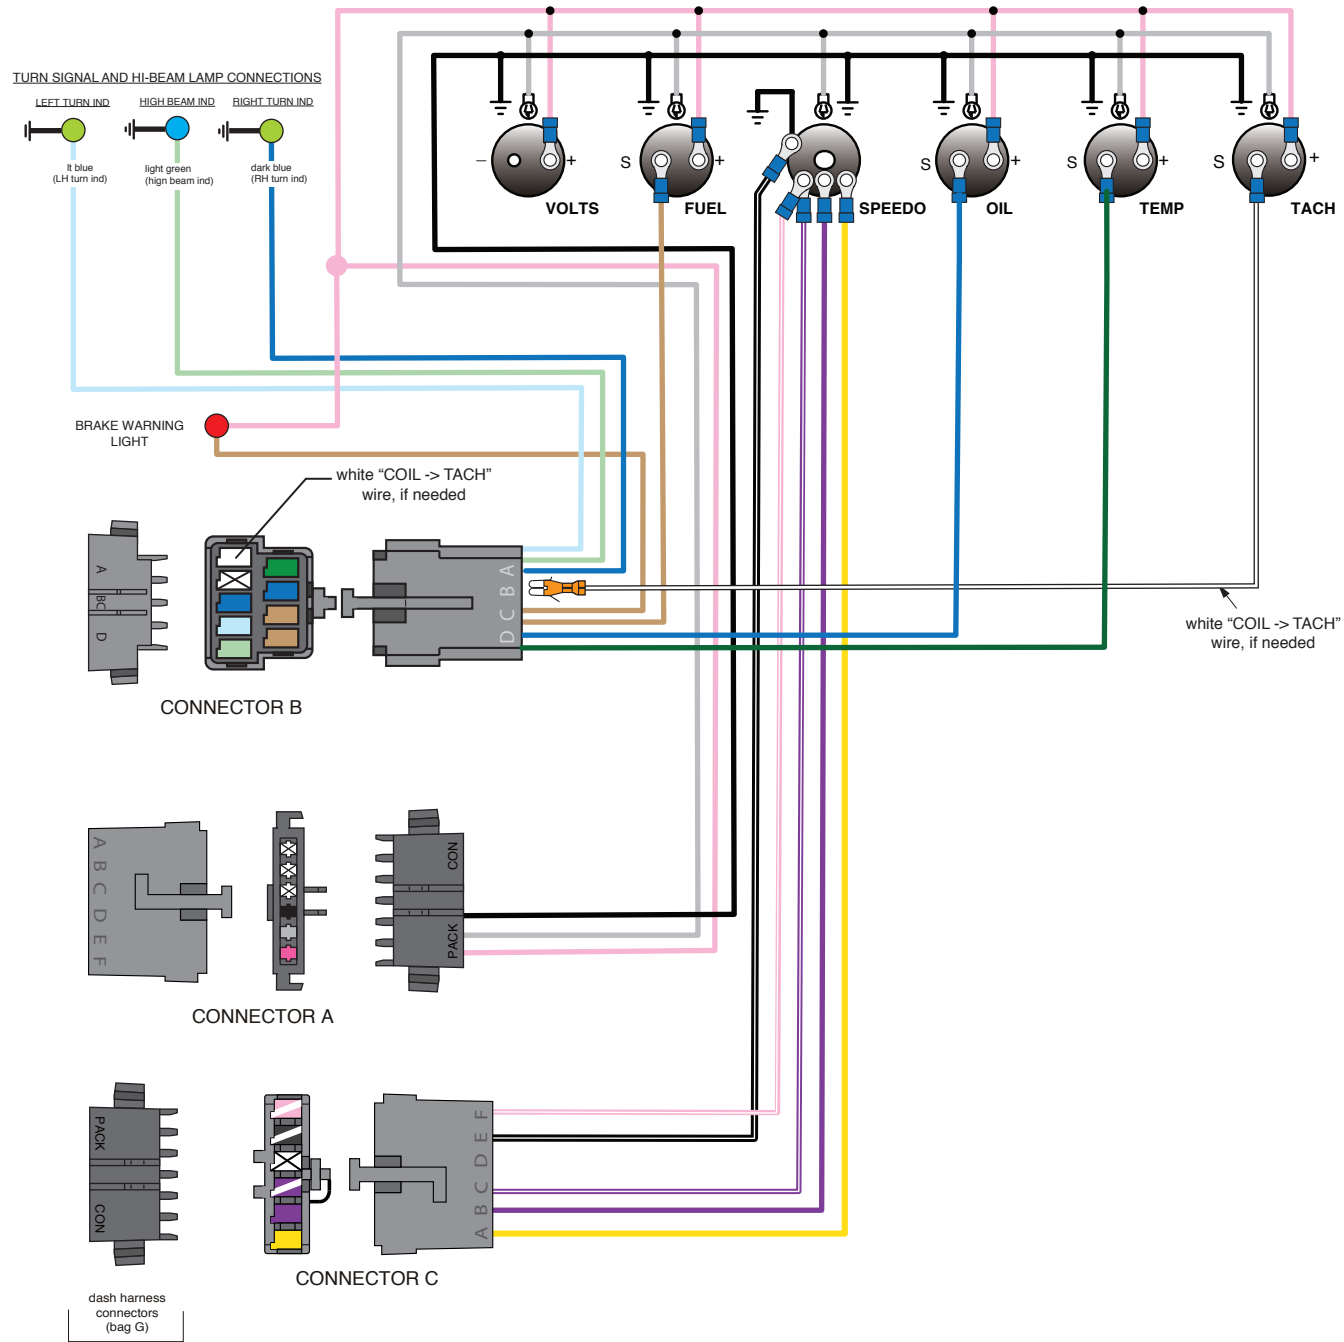 TURN SIGNAL AND HI-BEAM LAMP CONNECTIONS
LEFT TURN IND
HIGH BEAM IND
RIGHT TURN IND
lt blue
(LH turn ind)
light green
(hign beam ind)
dark blue
(RH turn ind)
– +
VOLTS
S +
FUEL
SPEEDO
S +
OIL
S +
TEMP
S +
TACH
BRAKE WARNING
LIGHT
white “COIL -> TACH”
wire, if needed
A
BC
D
D C B A
white “COIL -> TACH”
wire, if needed
CONNECTOR B
A B C D E F
CON
PACK
CONNECTOR A
PACK
CON
A B C D E F
CONNECTOR C
dash harness
connectors
(bag G)